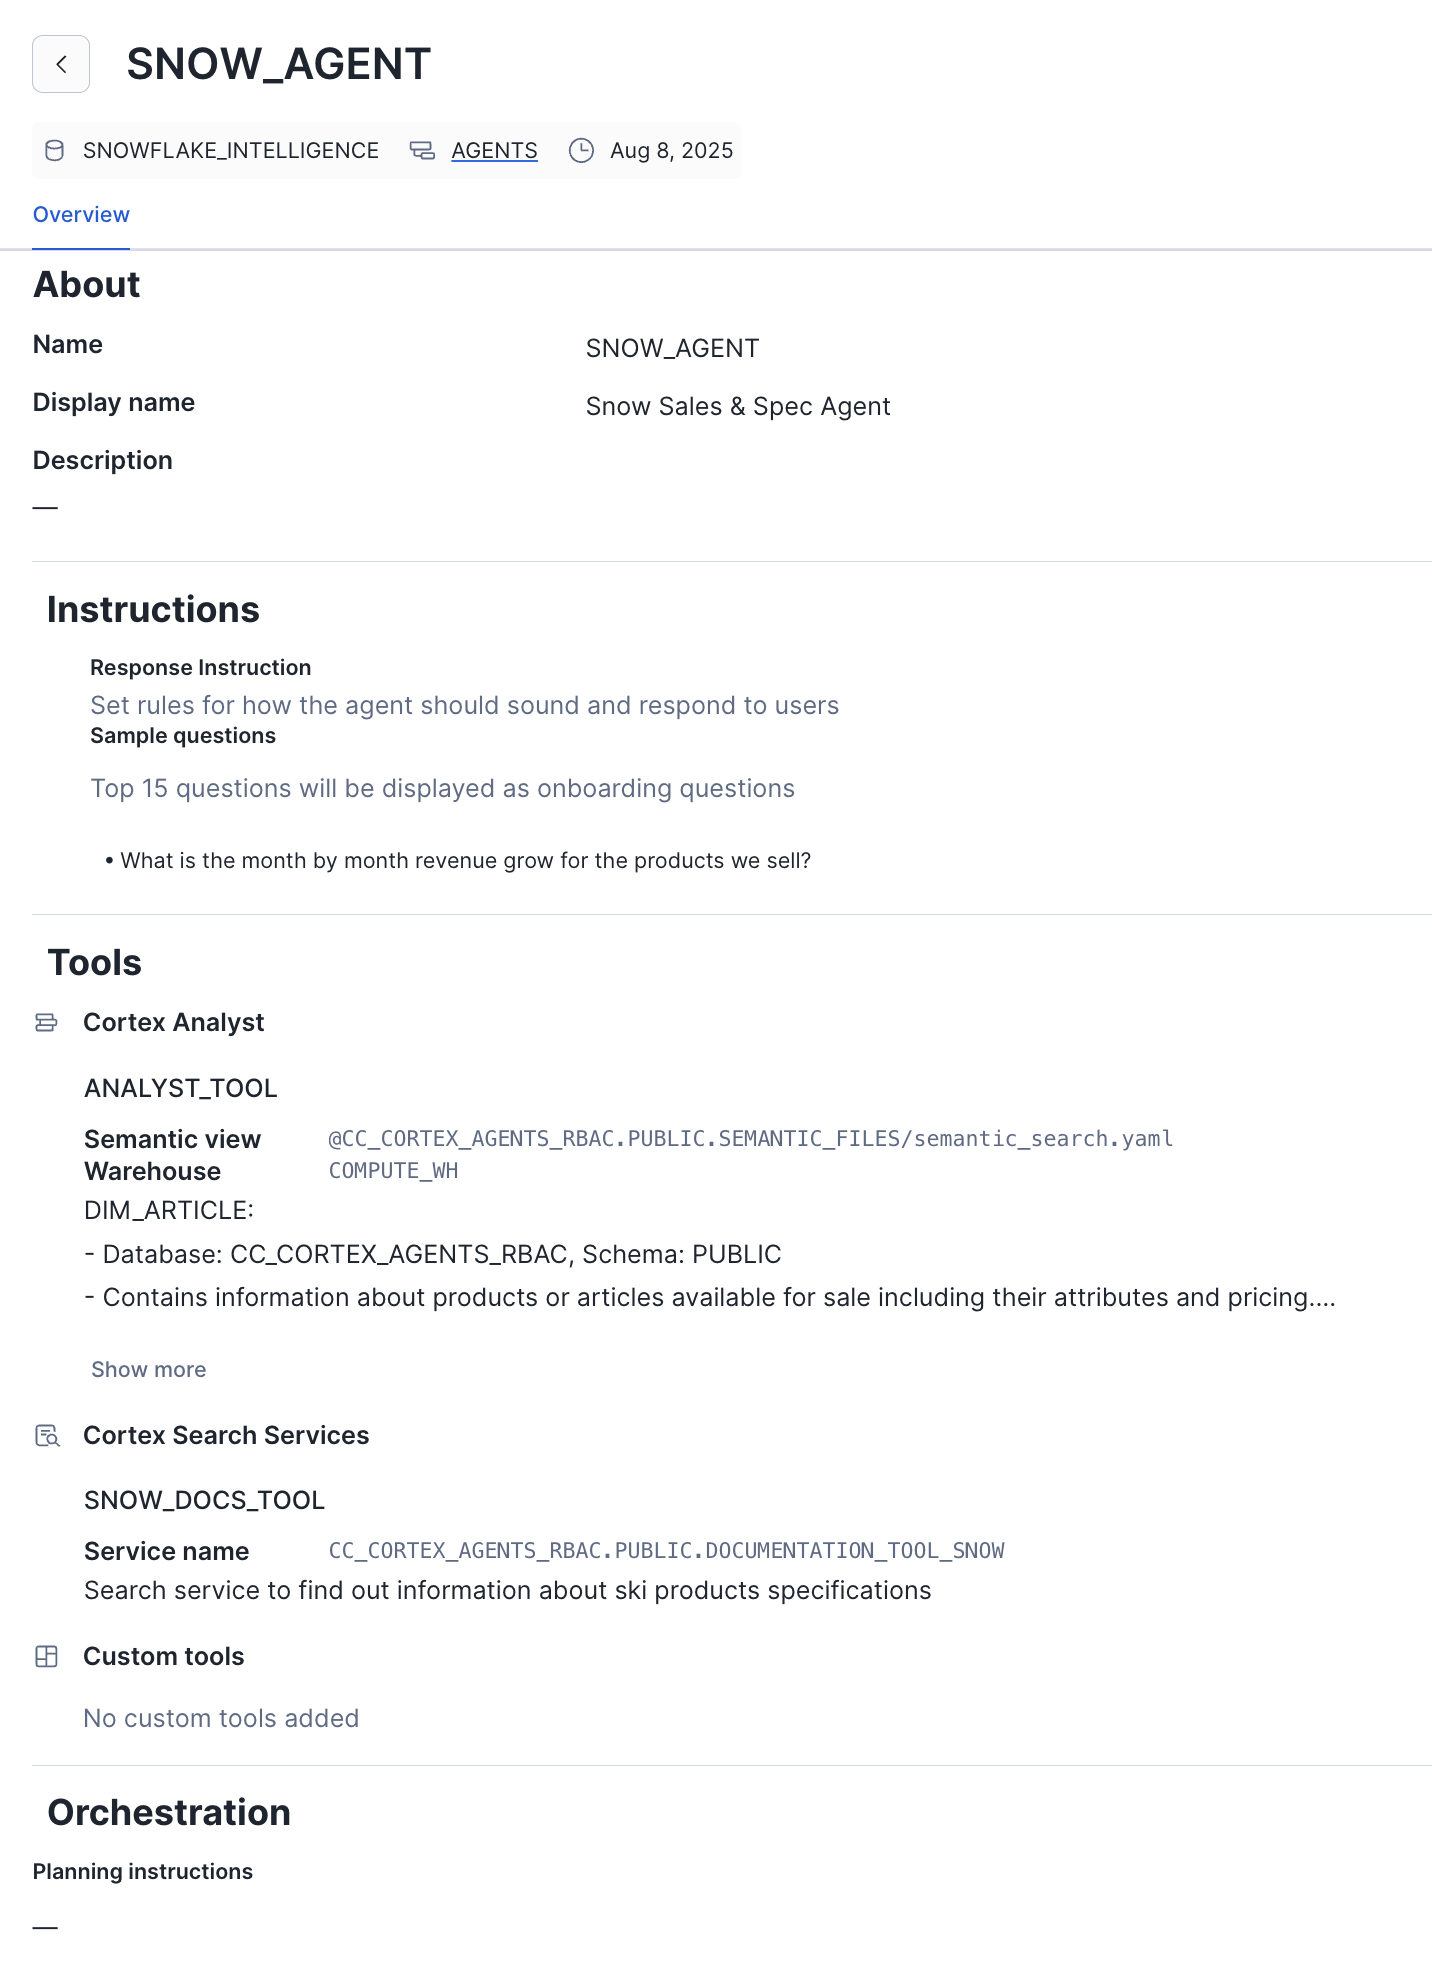 SNOW_AGENT
SNOWFLAKE_INTELLIGENCE AGENTS Aug 8, 2025
Overview
About
Name SNOW_AGENT
Display name Snow Sales & Spec Agent
Description
—
Instructions
Response Instruction
Set rules for how the agent should sound and respond to users
Sample questions
Top 15 questions will be displayed as onboarding questions
• What is the month by month revenue grow for the products we sell?
Tools
Cortex Analyst
ANALYST_TOOL
Semantic view @CC_CORTEX_AGENTS_RBAC.PUBLIC.SEMANTIC_FILES/semantic_search.yaml
Warehouse COMPUTE_WH
DIM_ARTICLE:
- Database: CC_CORTEX_AGENTS_RBAC, Schema: PUBLIC
- Contains information about products or articles available for sale including their attributes and pricing....
Show more
Cortex Search Services
SNOW_DOCS_TOOL
Service name CC_CORTEX_AGENTS_RBAC.PUBLIC.DOCUMENTATION_TOOL_SNOW
Search service to find out information about ski products specifications
Custom tools
No custom tools added
Orchestration
Planning instructions
—